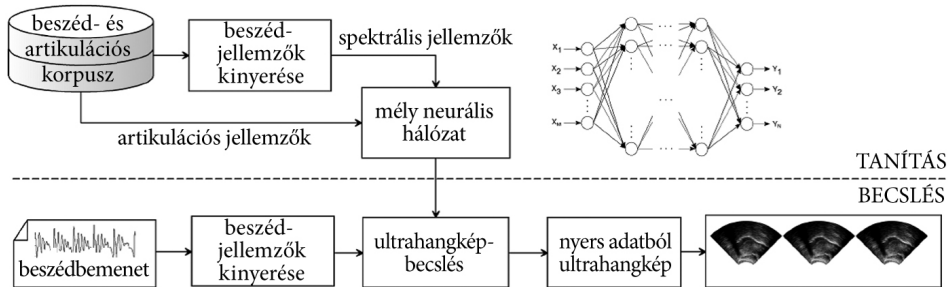 beszéd- és
artikulációs
korpusz
beszéd-
jellemzők
kinyerése
spektrális jellemzők
artikulációs jellemzők
mély neurális
hálózat
X1
X2
X3
XM
Y1
Y2
YN
TANÍTÁS
BECSLÉS
beszédbemenet
beszéd-
jellemzők
kinyerése
ultrahangkép-
becslés
nyers adatból
ultrahangkép